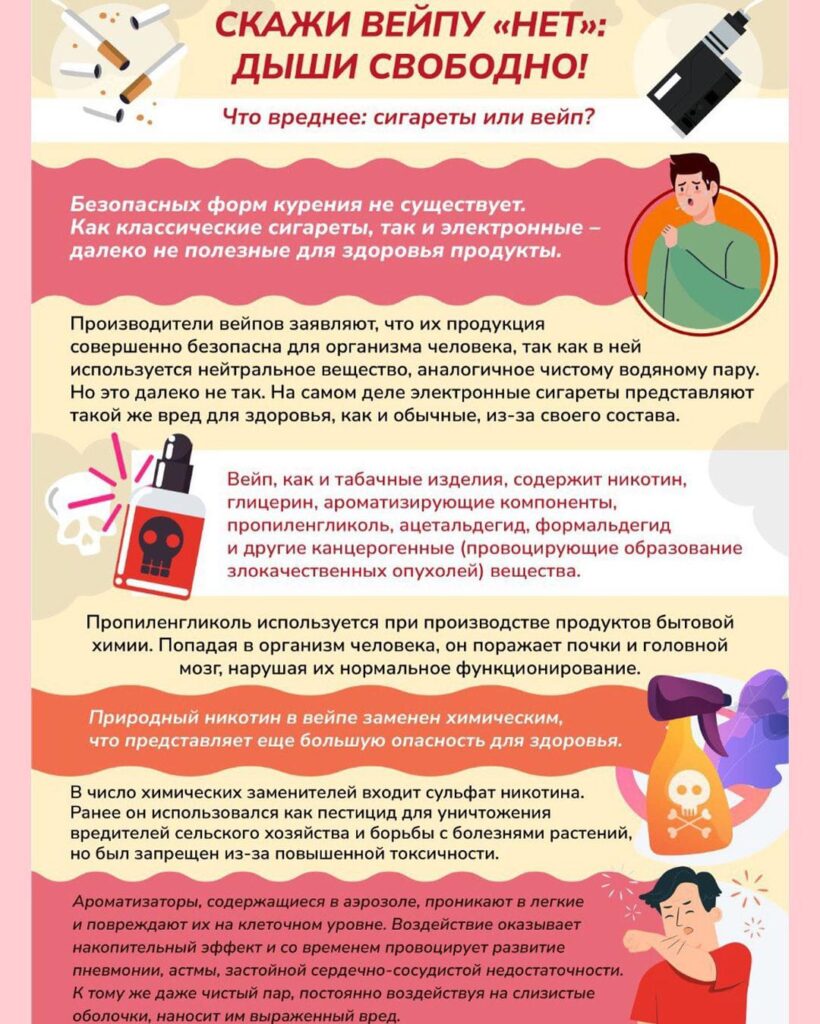 СКАЖИ ВЕЙПУ «НЕТ»:
ДЫШИ СВОБОДНО!
Что вреднее: сигареты или вейп?
Безопасных форм курения не существует.
Как классические сигареты, так и электронные –
далеко не полезные для здоровья продукты.
Производители вейпов заявляют, что их продукция
совершенно безопасна для организма человека, так как в ней
используется нейтральное вещество, аналогичное чистому водяному пару.
Но это далеко не так. На самом деле электронные сигареты представляют
такой же вред для здоровья, как и обычные, из-за своего состава.
Вейп, как и табачные изделия, содержит никотин,
глицерин, ароматизирующие компоненты,
пропиленгликоль, ацетальдегид, формальдегид
и другие канцерогенные (провоцирующие образование
злокачественных опухолей) вещества.
Пропиленгликоль используется при производстве продуктов бытовой
химии. Попадая в организм человека, он поражает почки и головной
мозг, нарушая их нормальное функционирование.
Природный никотин в вейпе заменен химическим,
что представляет еще большую опасность для здоровья.
В число химических заменителей входит сульфат никотина.
Ранее он использовался как пестицид для уничтожения
вредителей сельского хозяйства и борьбы с болезнями растений,
но был запрещен из-за повышенной токсичности.
Ароматизаторы, содержащиеся в аэрозоле, проникают в легкие
и повреждают их на клеточном уровне. Воздействие оказывает
накопительный эффект и со временем провоцирует развитие
пневмонии, астмы, застойной сердечно-сосудистой недостаточности.
К тому же даже чистый пар, постоянно воздействуя на слизистые
оболочки, наносит им выраженный вред.